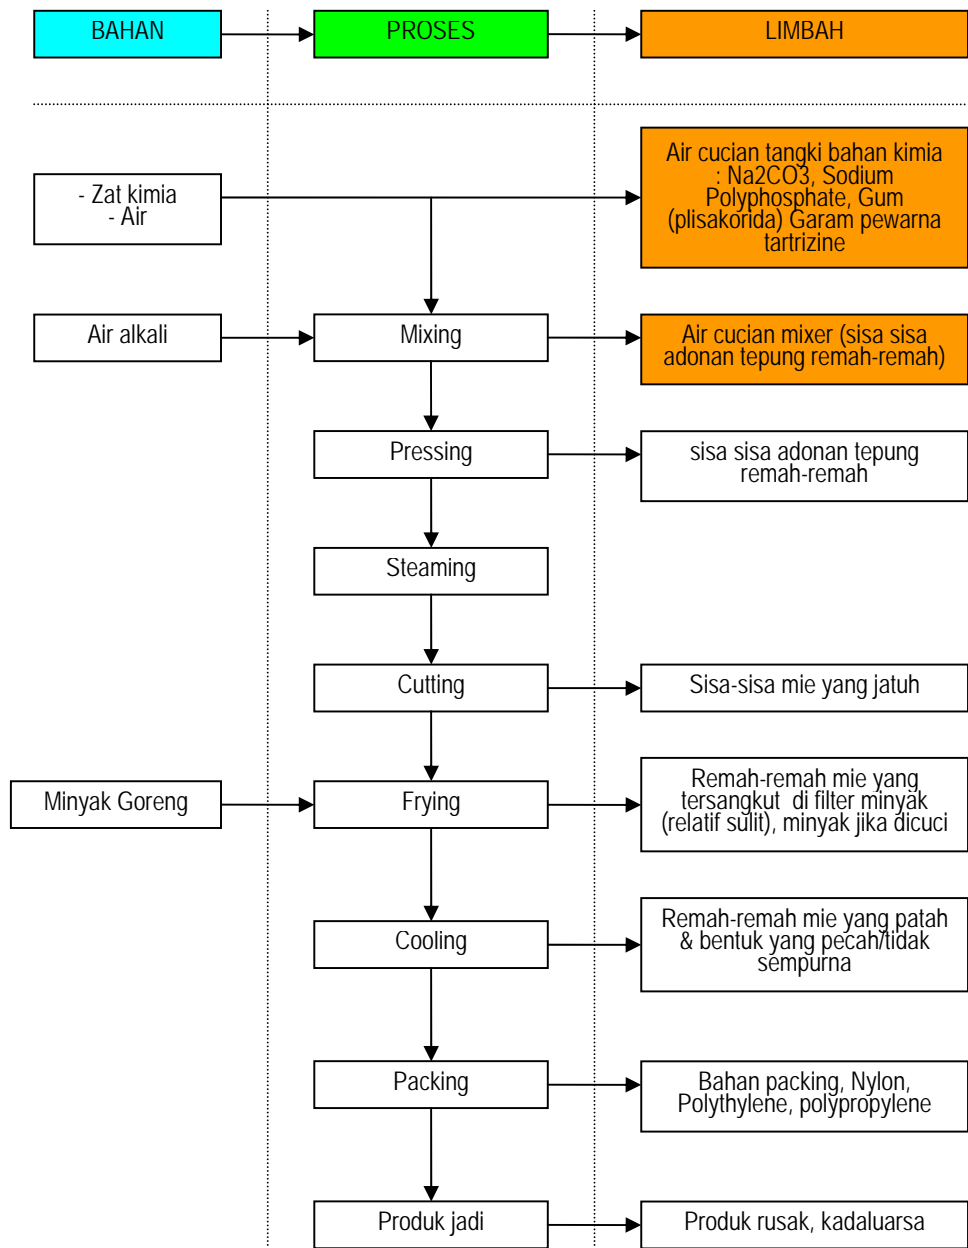 BAHAN
PROSES
LIMBAH
- Zat kimia
- Air
Air cucian tangki bahan kimia
: Na2CO3, Sodium
Polyphosphate, Gum
(plisakorida) Garam pewarna
tartrizine
Air alkali
Mixing
Air cucian mixer (sisa sisa
adonan tepung remah-remah)
Pressing
sisa sisa adonan tepung
remah-remah
Steaming
Cutting
Sisa-sisa mie yang jatuh
Minyak Goreng
Frying
Remah-remah mie yang
tersangkut di filter minyak
(relatif sulit), minyak jika dicuci
Cooling
Remah-remah mie yang patah
& bentuk yang pecah/tidak
sempurna
Packing
Bahan packing, Nylon,
Polythylene, polypropylene
Produk jadi
Produk rusak, kadaluarsa